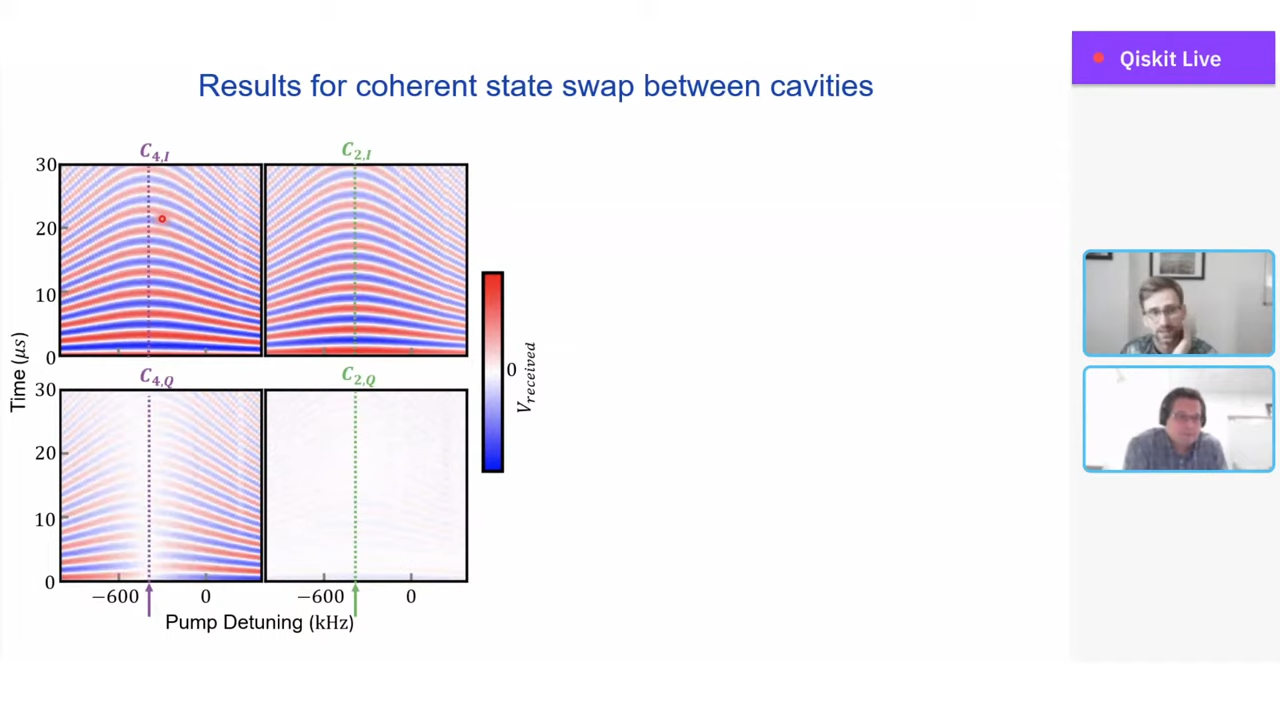 Qiskit Live
Results for coherent state swap between cavities
C4,I
C2,I
30
20
10
0
C4,Q
C2,Q
30
20
10
0
Time (μs)
0
Vreceived
−600
0
−600
0
Pump Detuning (kHz)